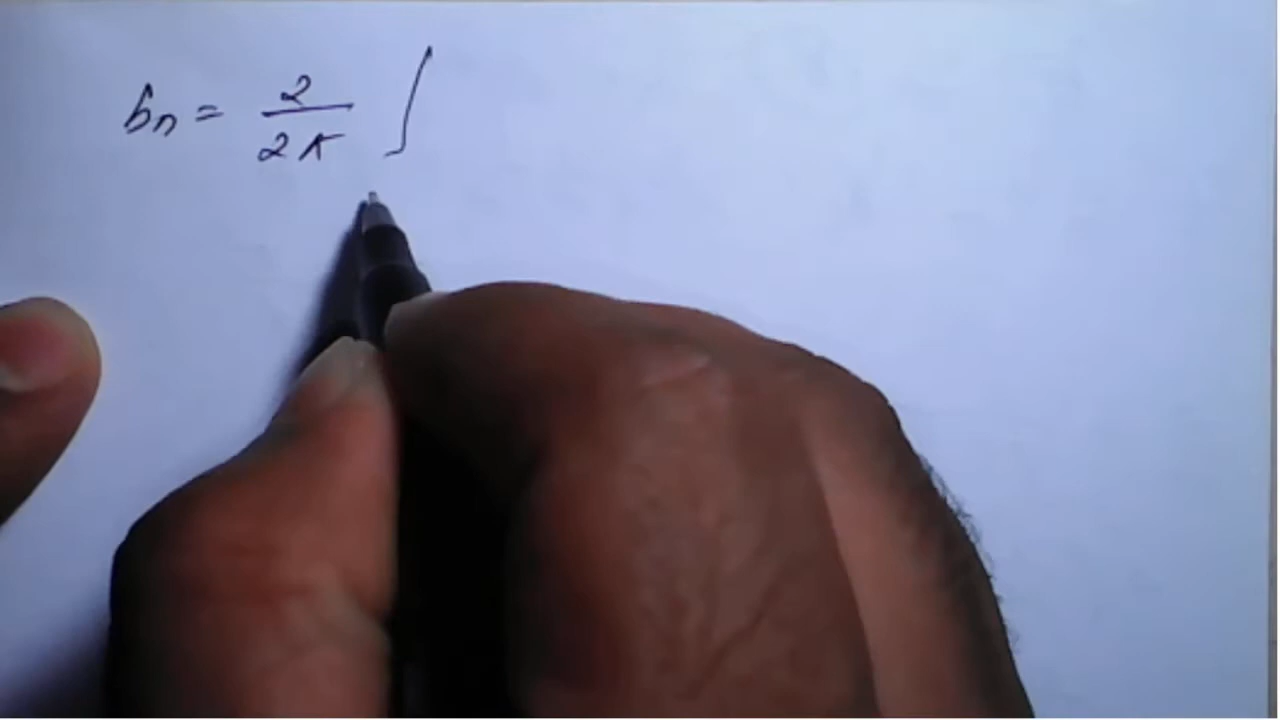 bn = 2/2π ∫